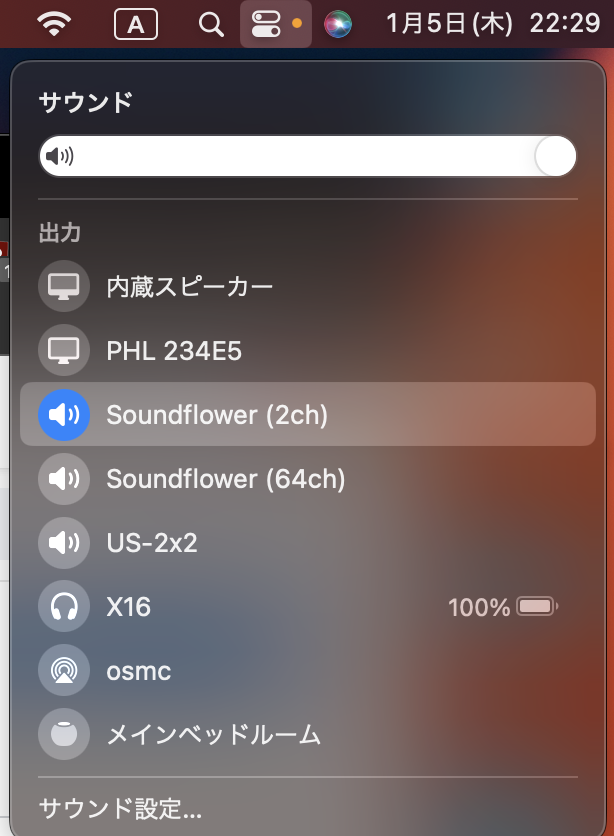 A 1月5日(木) 22:29
サウンド
出力
内蔵スピーカー
PHL 234E5
Soundflower (2ch)
Soundflower (64ch)
US-2x2
X16 100%
osmc
メインベッドルーム
サウンド設定...